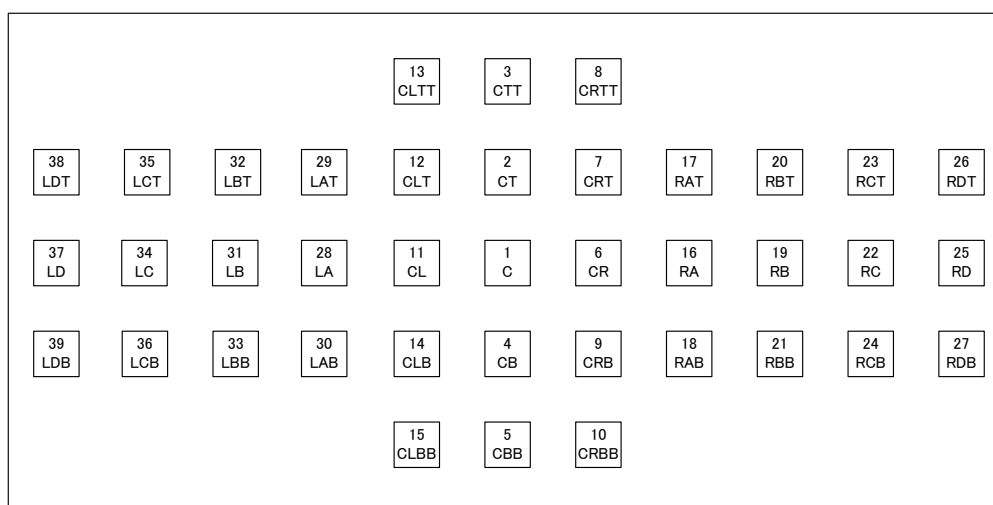 13 3 8
CLTT CTT CRTT
38 35 32 29 12 2 7 17 20 23 26
LDT LCT LBT LAT CLT CT CRT RAT RBT RCT RDT
37 34 31 28 11 1 6 16 19 22 25
LD LC LB LA CL C CR RA RB RC RD
39 36 33 30 14 4 9 18 21 24 27
LDB LCB LBB LAB CLB CB CRB RAB RBB RCB RDB
15 5 10
CLBB CBB CRBB